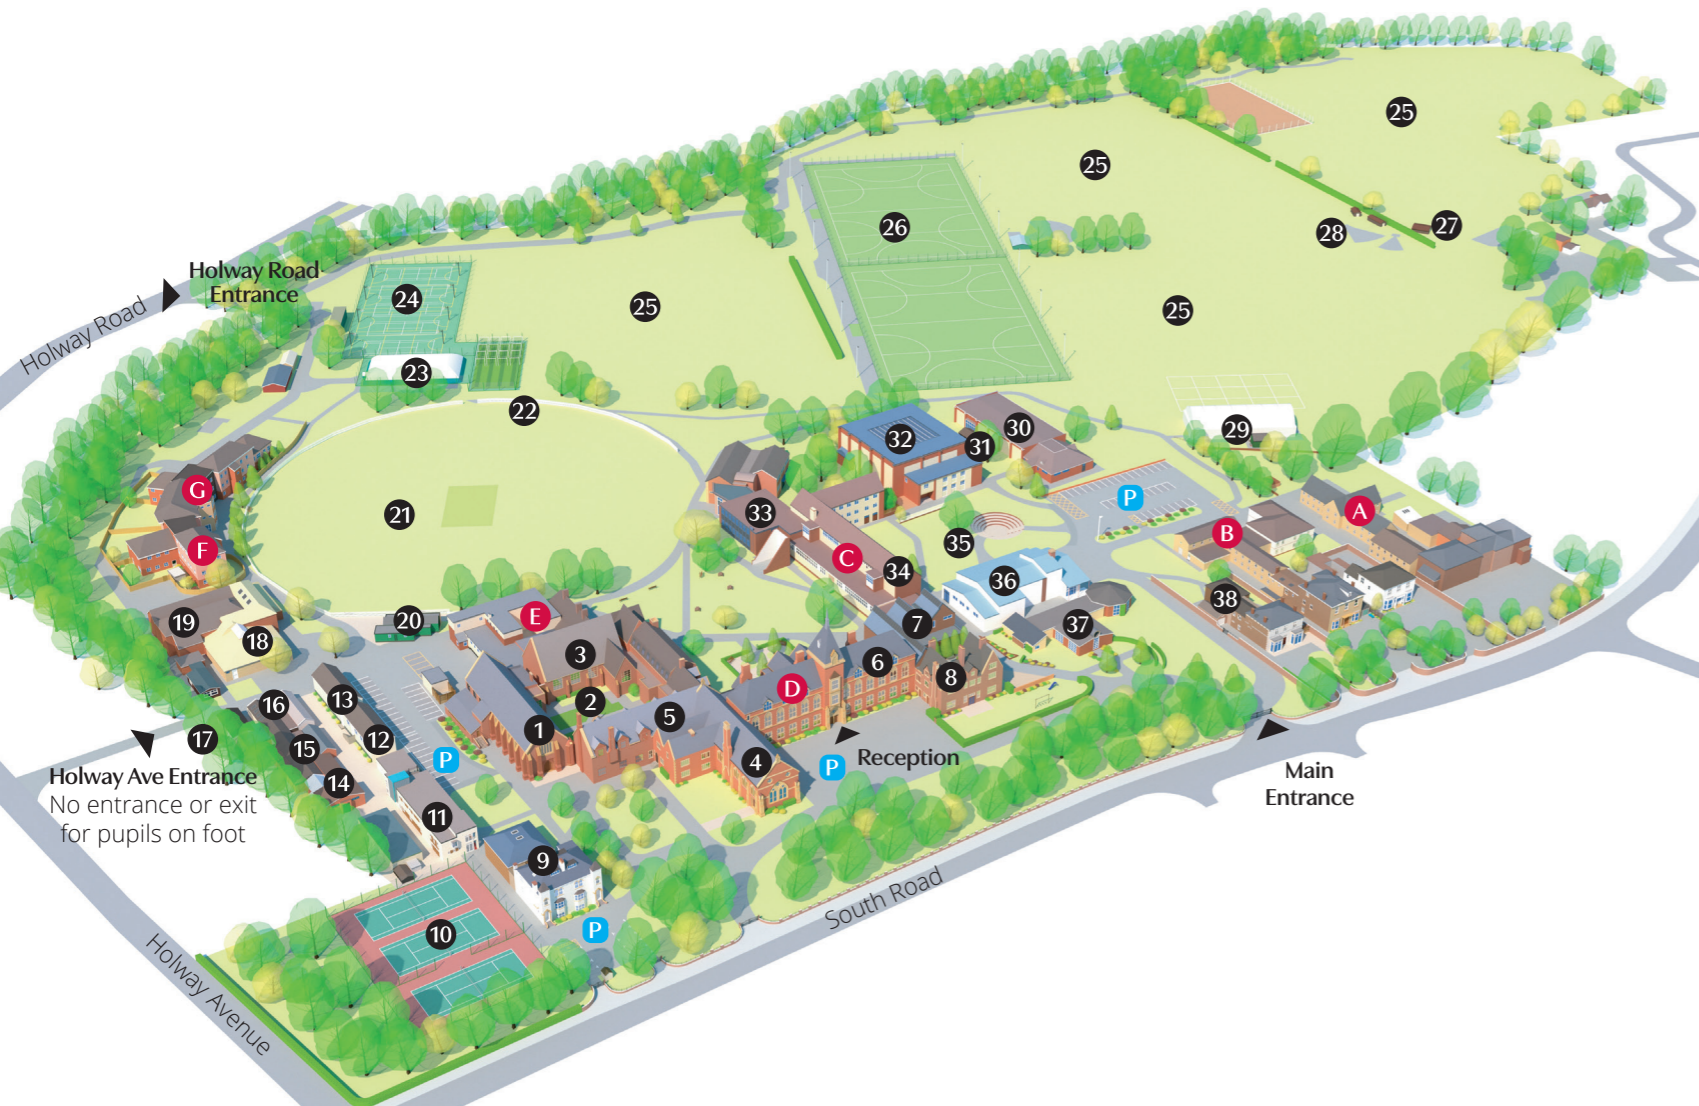 25
25
26
27
28
Holway Road
Entrance
24
25
25
Holway Road
23
22
29
30
31
32
G
21
33
P
A
B
F
C
34
35
36
38
19
18
20
E
37
3
7
6
8
D
13
16
2
5
1
12
15
17
4
Reception
P
P
14
11
Holway Ave Entrance
No entrance or exit
for pupils on foot
Main
Entrance
9
South Road
10
P
Holway Avenue